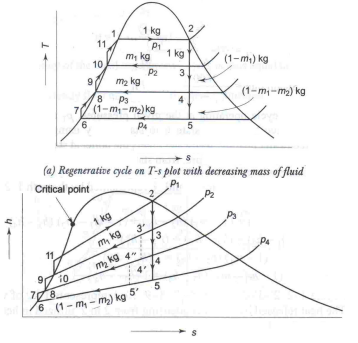 1 kg
1
2
p1
1 kg
11
m1 kg
(1–m1) kg
10
p2
3
T
9
m2 kg
8
p3
4
(1–m1–m2) kg
7
(1–m1–m2) kg
6
p4
5
s
(a) Regenerative cycle on T-s plot with decreasing mass of fluid
Critical point
2
p1
p2
h
1 kg
3′
p3
m1 kg
3
4″
p4
11
m2 kg
4
4′
9
10
5
7
8
(1 – m1 – m2) kg
5′
6
s